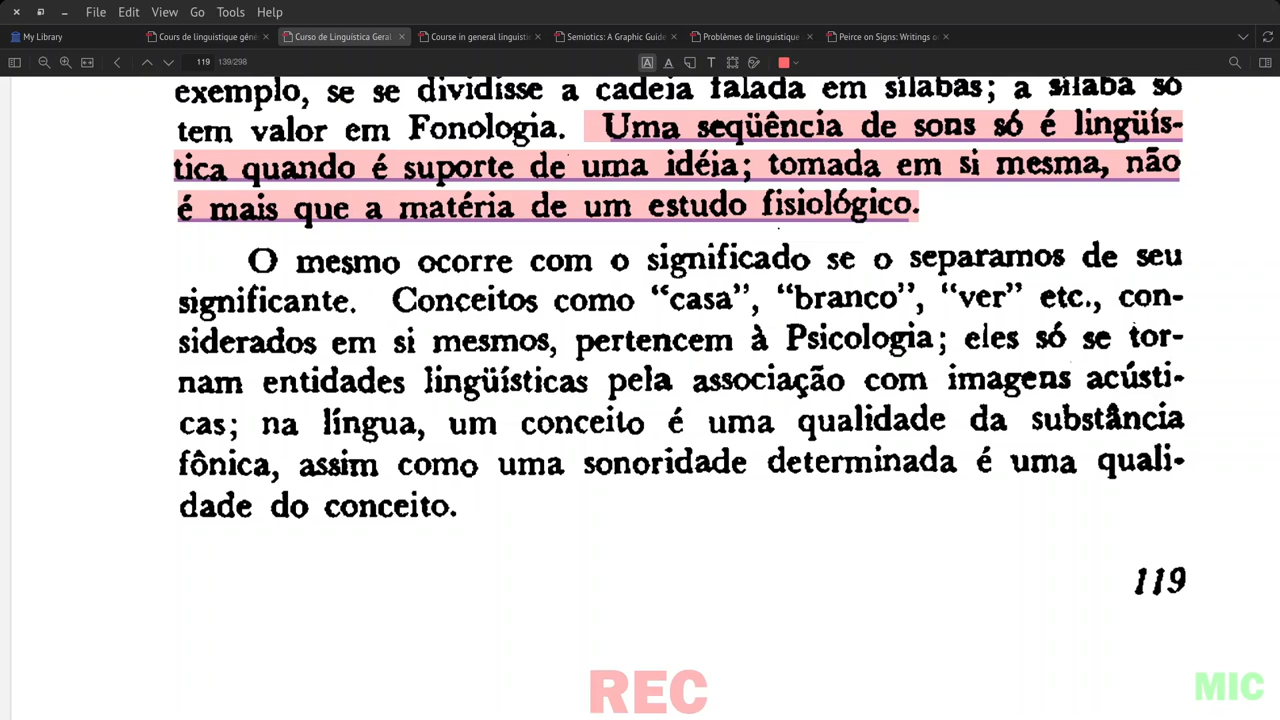 File Edit View Go Tools Help
My Library Cours de linguistique géné Curso de Linguística Geral Course in general linguisti Semiotics: A Graphic Guide Problèmes de linguistique Peirce on Signs: Writings o
119 139/298
exemplo, se se dividisse a cadeia falada em sílabas; a sílaba só
tem valor em Fonologia. Uma seqüência de sons só é lingüís-
tica quando é suporte de uma idéia; tomada em si mesma, não
é mais que a matéria de um estudo fisiológico.
O mesmo ocorre com o significado se o separamos de seu
significante. Conceitos como “casa”, “branco”, “ver” etc., con-
siderados em si mesmos, pertencem à Psicologia; eles só se tor-
nam entidades lingüísticas pela associação com imagens acústi-
cas; na língua, um conceito é uma qualidade da substância
fônica, assim como uma sonoridade determinada é uma quali-
dade do conceito.
119
REC
MIC